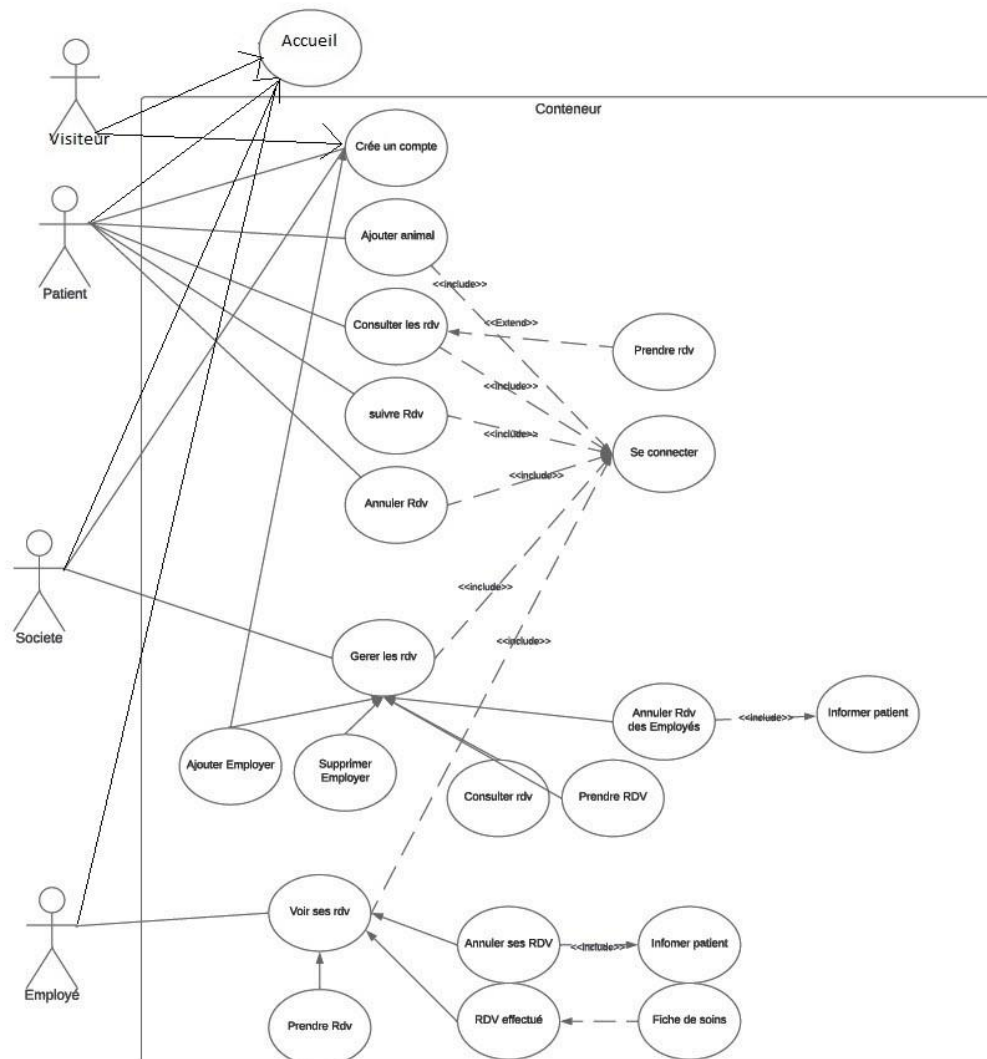 Accueil
Visiteur
Conteneur
Crée un compte
Patient
Ajouter animal
<<include>>
<<Extend>>
Consulter les rdv
Prendre rdv
<<include>>
suivre Rdv
<<include>>
Se connecter
Annuler Rdv
<<include>>
Societe
<<include>>
<<include>>
Gerer les rdv
Annuler Rdv
des Employés
<<include>>
Informer patient
Ajouter Employer
Supprimer
Employer
Consulter rdv
Prendre RDV
Employé
Voir ses rdv
Annuler ses RDV
<<include>>
Infomer patient
Prendre Rdv
RDV effectué
Fiche de soins